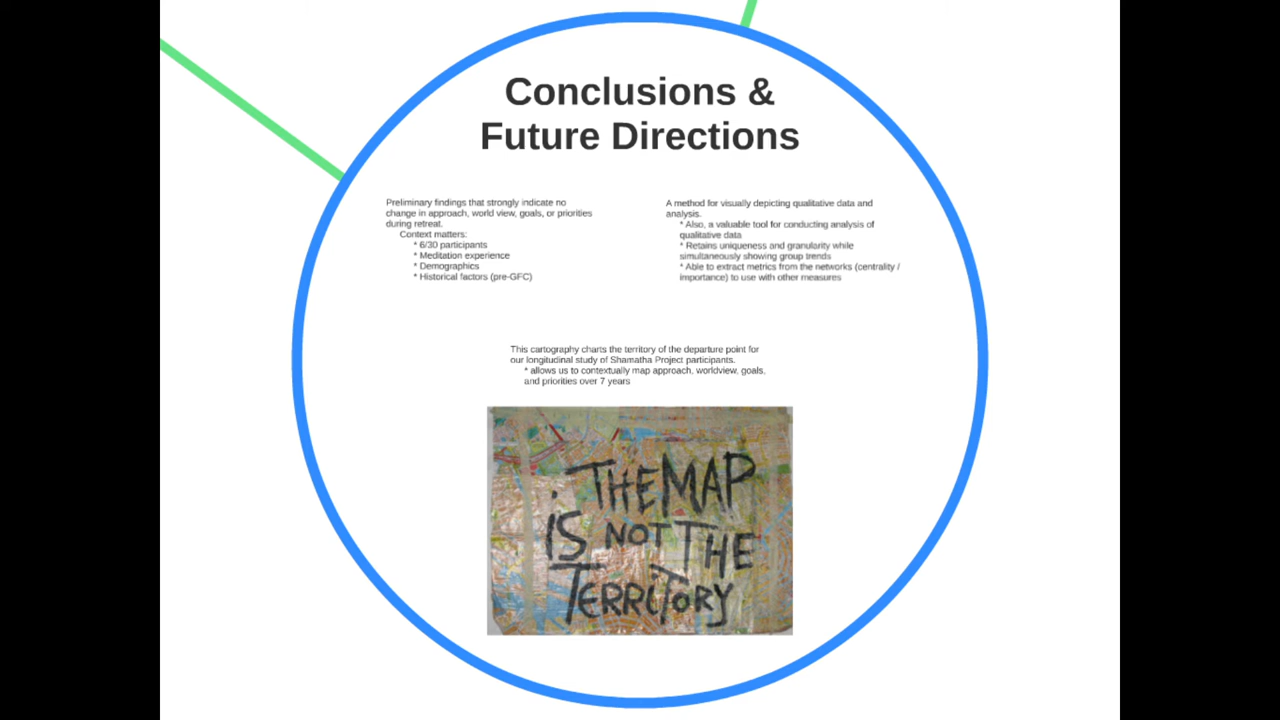 Conclusions &
Future Directions
Preliminary findings that strongly indicate no
change in approach, world view, goals, or priorities
during retreat.
Context matters:
* 6/30 participants
* Meditation experience
* Demographics
* Historical factors (pre-GFC)
A method for visually depicting qualitative data and
analysis.
* Also, a valuable tool for conducting analysis of
qualitative data
* Retains uniqueness and granularity while
simultaneously showing group trends
* Able to extract metrics from the networks (centrality /
importance) to use with other measures
This cartography charts the territory of the departure point for
our longitudinal study of Shamatha Project participants.
* allows us to contextually map approach, worldview, goals,
and priorities over 7 years
THE MAP
IS NOT THE
TERRITORY